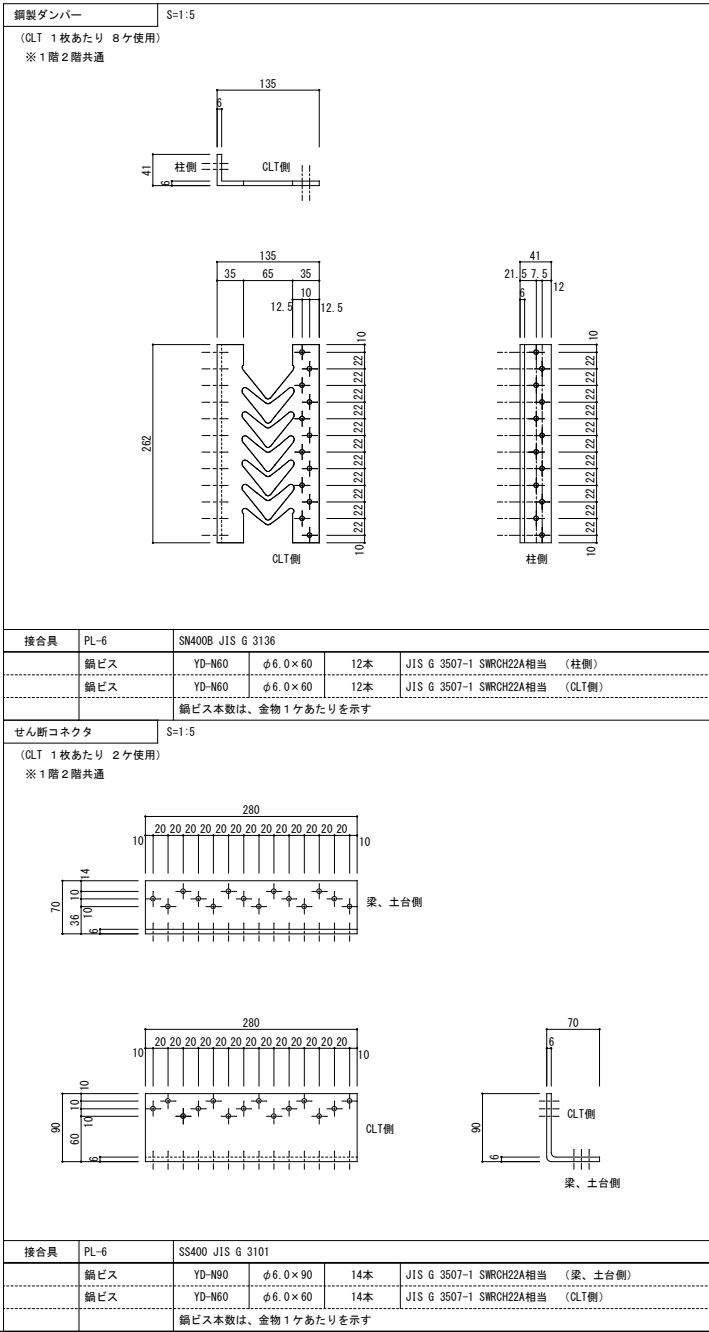 鋼製ダンパー S=1:5
(CLT 1枚あたり 8ケ使用)
※1階2階共通
135
6
41
6
柱側
CLT側
135
35 65 35
10
12.5 12.5
262
10
22 22 22 22 22 22 22 22 22 22 22
10
CLT側
41
21.5 7.5
12
6
10
22 22 22 22 22 22 22 22 22 22 22
10
柱側
接合具 PL-6 SN400B JIS G 3136
鍋ビス YD-N60 φ6.0×60 12本 JIS G 3507-1 SWRCH22A相当 (柱側)
鍋ビス YD-N60 φ6.0×60 12本 JIS G 3507-1 SWRCH22A相当 (CLT側)
鍋ビス本数は、金物1ケあたりを示す
せん断コネクタ S=1:5
(CLT 1枚あたり 2ケ使用)
※1階2階共通
280
20 20 20 20 20 20 20 20 20 20 20 20 20
10 10
14
10
10
70
36
6
梁、土台側
280
20 20 20 20 20 20 20 20 20 20 20 20 20
10 10
10
10
10
90
60
6
CLT側
70
6
90
6
CLT側
梁、土台側
接合具 PL-6 SS400 JIS G 3101
鍋ビス YD-N90 φ6.0×90 14本 JIS G 3507-1 SWRCH22A相当 (梁、土台側)
鍋ビス YD-N60 φ6.0×60 14本 JIS G 3507-1 SWRCH22A相当 (CLT側)
鍋ビス本数は、金物1ケあたりを示す